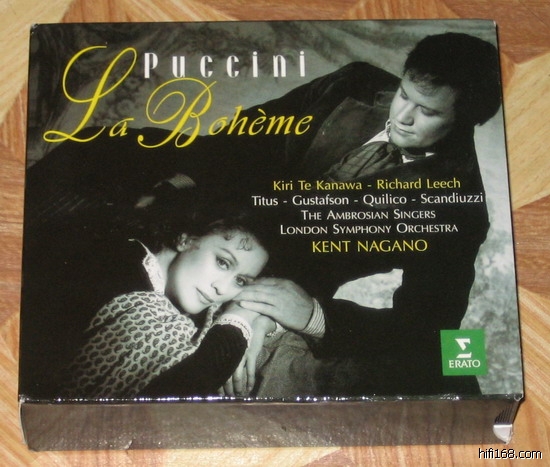 Puccini
La Bohème
Kiri Te Kanawa - Richard Leech
Titus - Gustafson - Quilico - Scandiuzzi
The Ambrosian Singers
London Symphony Orchestra
KENT NAGANO
ERATO
hifi168.com